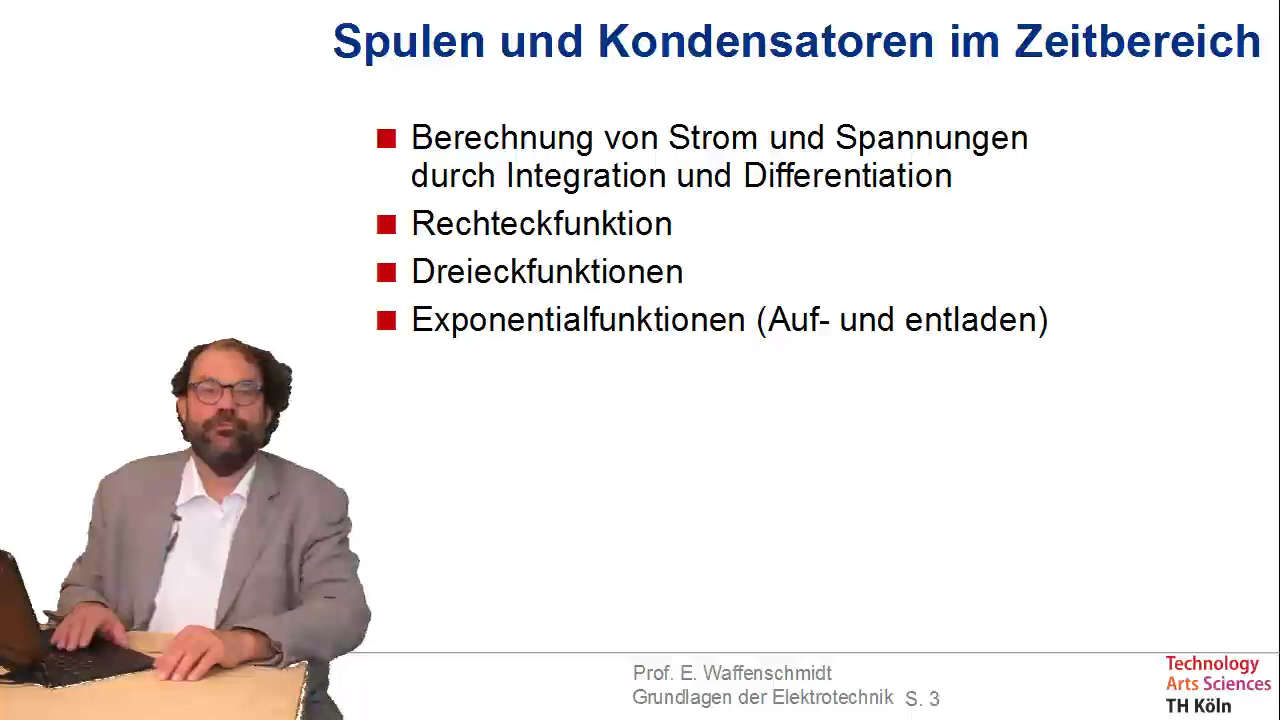 Spulen und Kondensatoren im Zeitbereich
Berechnung von Strom und Spannungen
durch Integration und Differentiation
Rechteckfunktion
Dreieckfunktionen
Exponentialfunktionen (Auf- und entladen)
Prof. E. Waffenschmidt
Grundlagen der Elektrotechnik S. 3
Technology
Arts Sciences
TH Köln